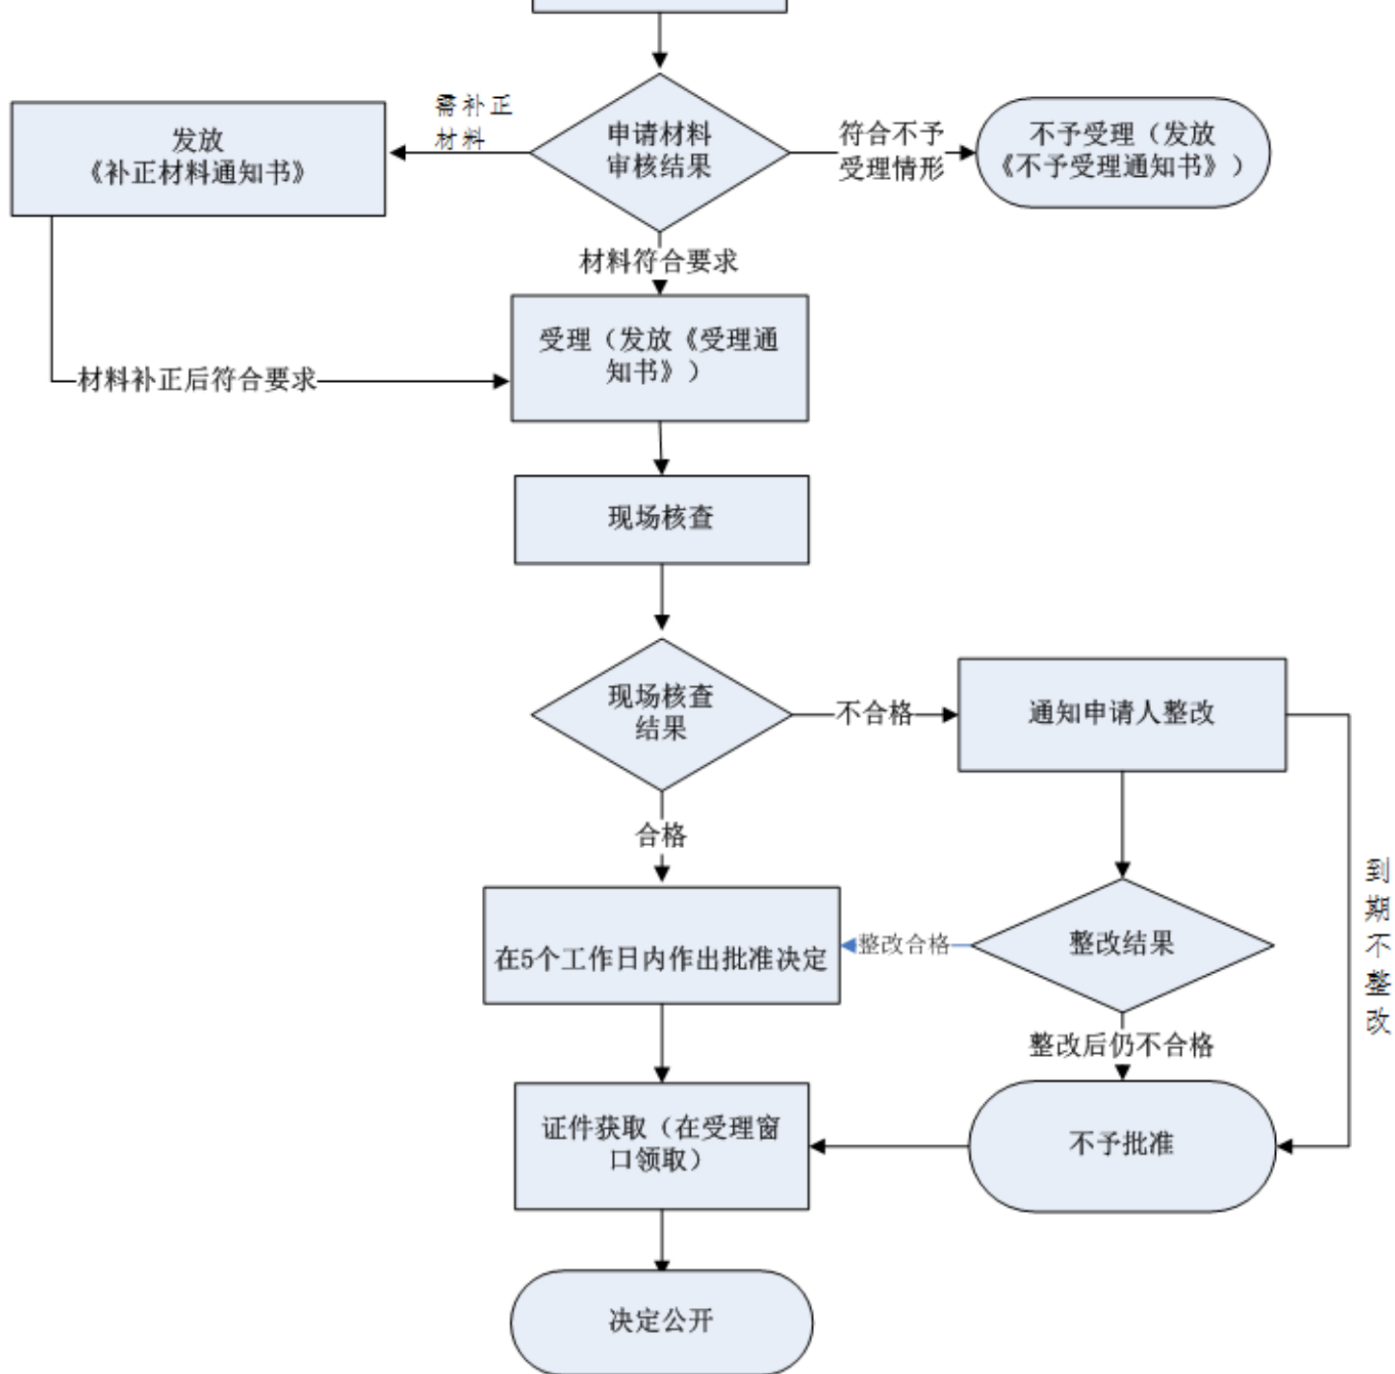 需补正
材料
发放
《补正材料通知书》
申请材料
审核结果
符合不予
受理情形
不予受理（发放
《不予受理通知书》）
材料符合要求
受理（发放《受理通
知书》）
材料补正后符合要求
现场核查
现场核查
结果
不合格
通知申请人整改
合格
到
期
不
整
改
在5个工作日内作出批准决定
整改合格
整改结果
整改后仍不合格
证件获取（在受理窗
口领取）
不予批准
决定公开